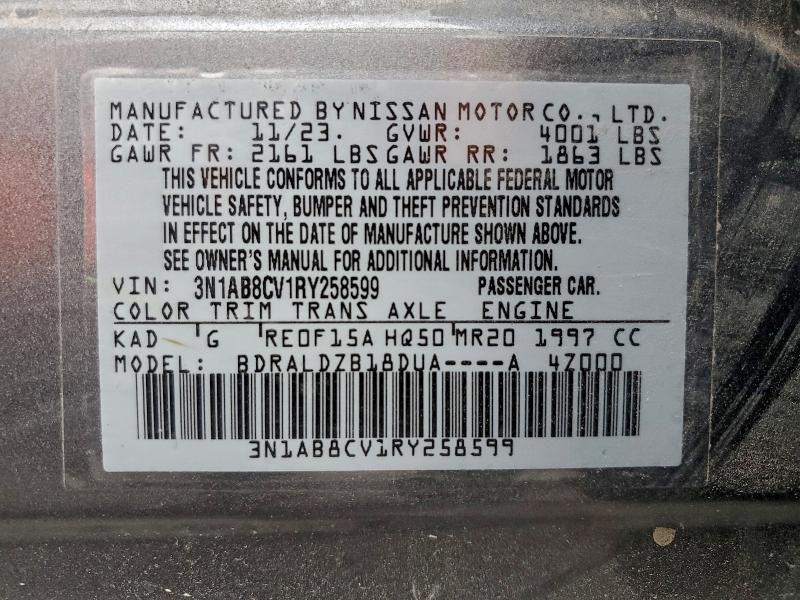 MANUFACTURED BY NISSAN MOTOR CO., LTD.
DATE: 11/23. GVWR: 4001 LBS
GAWR FR: 2161 LBS GAWR RR: 1863 LBS
THIS VEHICLE CONFORMS TO ALL APPLICABLE FEDERAL MOTOR
VEHICLE SAFETY, BUMPER AND THEFT PREVENTION STANDARDS
IN EFFECT ON THE DATE OF MANUFACTURE SHOWN ABOVE.
SEE OWNER'S MANUAL FOR ADDITIONAL INFORMATION.
VIN: 3N1AB8CV1RY258599 PASSENGER CAR.
COLOR TRIM TRANS AXLE ENGINE
KAD G RE0F15A HQ50 MR20 1997 CC
MODEL: BDRALDZB18DUA----A 4Z000
3N1AB8CV1RY258599